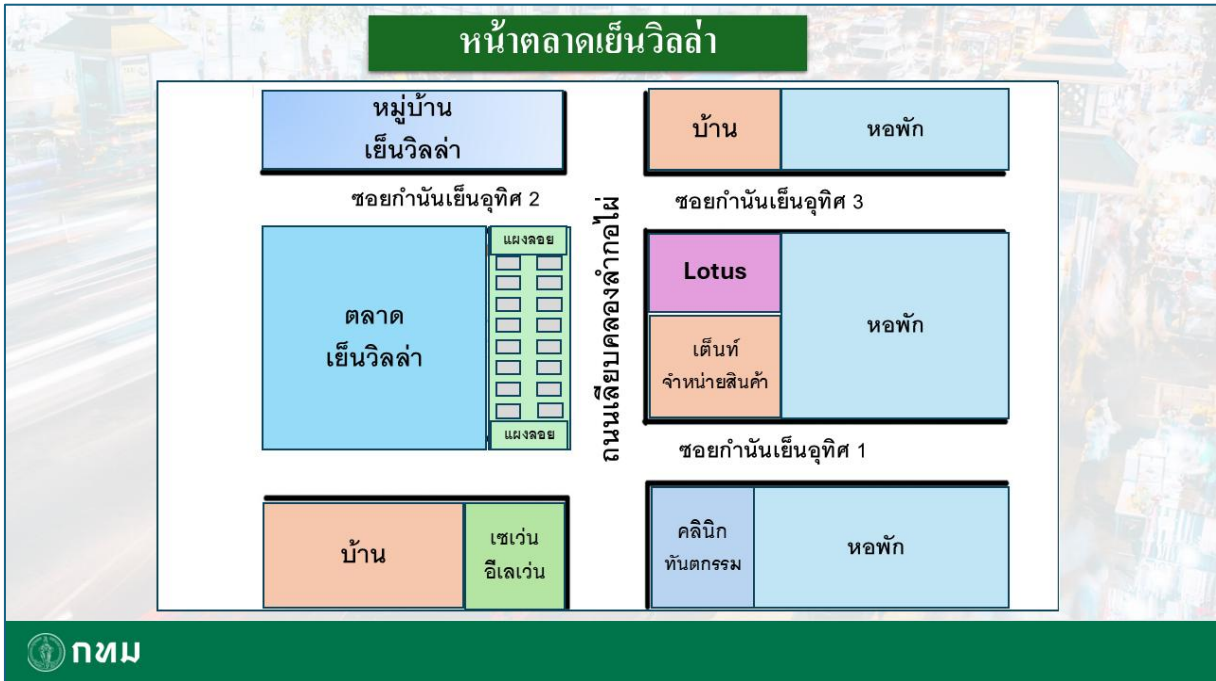 หน้าตลาดเย็นวิลล่า
หมู่บ้าน
เย็นวิลล่า
บ้าน
หอพัก
ซอยกำนันเย็นอุทิศ 2
ซอยกำนันเย็นอุทิศ 3
ถนนเลียบคลองลำกอไผ่
ตลาด
เย็นวิลล่า
แผงลอย
แผงลอย
Lotus
เต็นท์
จำหน่ายสินค้า
หอพัก
ซอยกำนันเย็นอุทิศ 1
บ้าน
เซเว่น
อีเลเว่น
คลินิก
ทันตกรรม
หอพัก
กทม